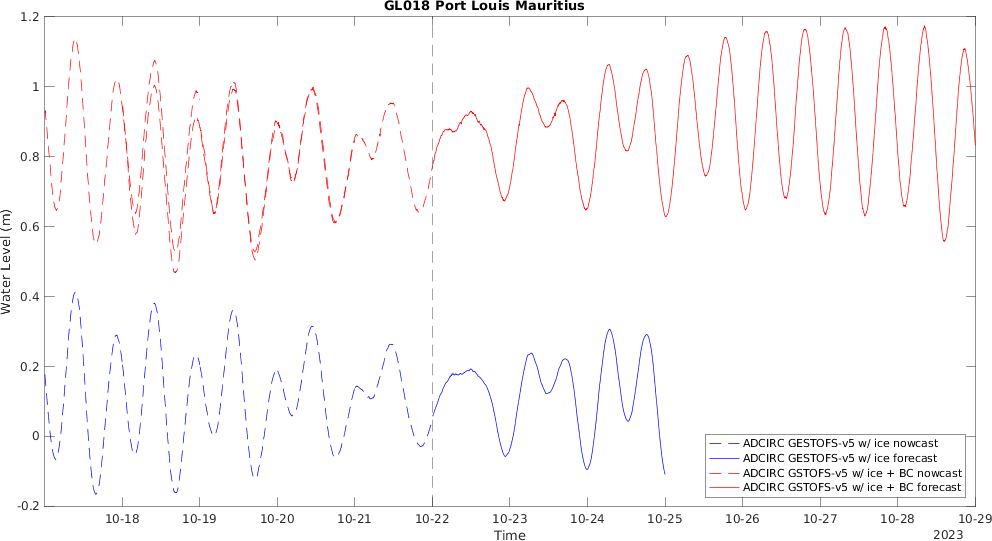 GL018 Port Louis Mauritius
1.2
1
0.8
0.6
0.4
0.2
0
-0.2
Water Level (m)
ADCIRC GESTOFS-v5 w/ ice nowcast
ADCIRC GESTOFS-v5 w/ ice forecast
ADCIRC GSTOFS-v5 w/ ice + BC nowcast
ADCIRC GSTOFS-v5 w/ ice + BC forecast
10-18 10-19 10-20 10-21 10-22 10-23 10-24 10-25 10-26 10-27 10-28 10-29
Time
2023